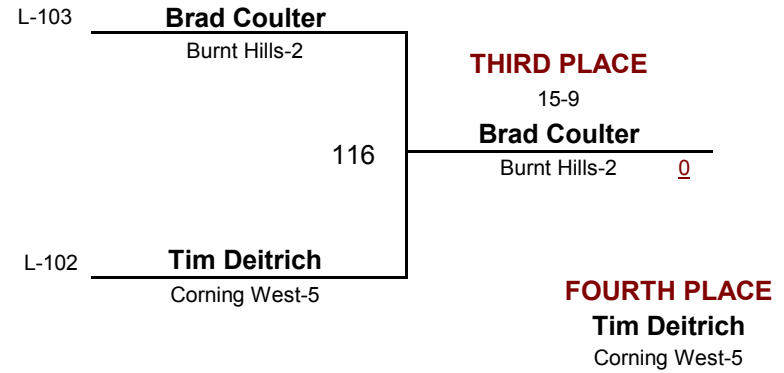 L-103
Brad Coulter
Burnt Hills-2
THIRD PLACE
15-9
Brad Coulter
116
Burnt Hills-2 0
L-102
Tim Deitrich
Corning West-5
FOURTH PLACE
Tim Deitrich
Corning West-5